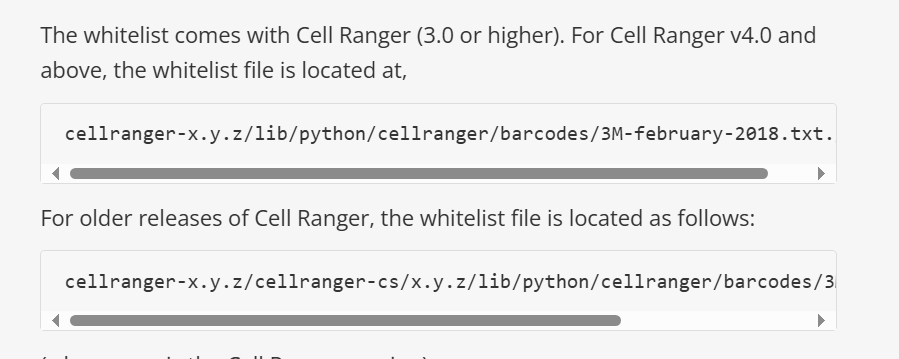 The whitelist comes with Cell Ranger (3.0 or higher). For Cell Ranger v4.0 and
above, the whitelist file is located at,
cellranger-x.y.z/lib/python/cellranger/barcodes/3M-february-2018.txt.
For older releases of Cell Ranger, the whitelist file is located as follows:
cellranger-x.y.z/cellranger-cs/x.y.z/lib/python/cellranger/barcodes/3